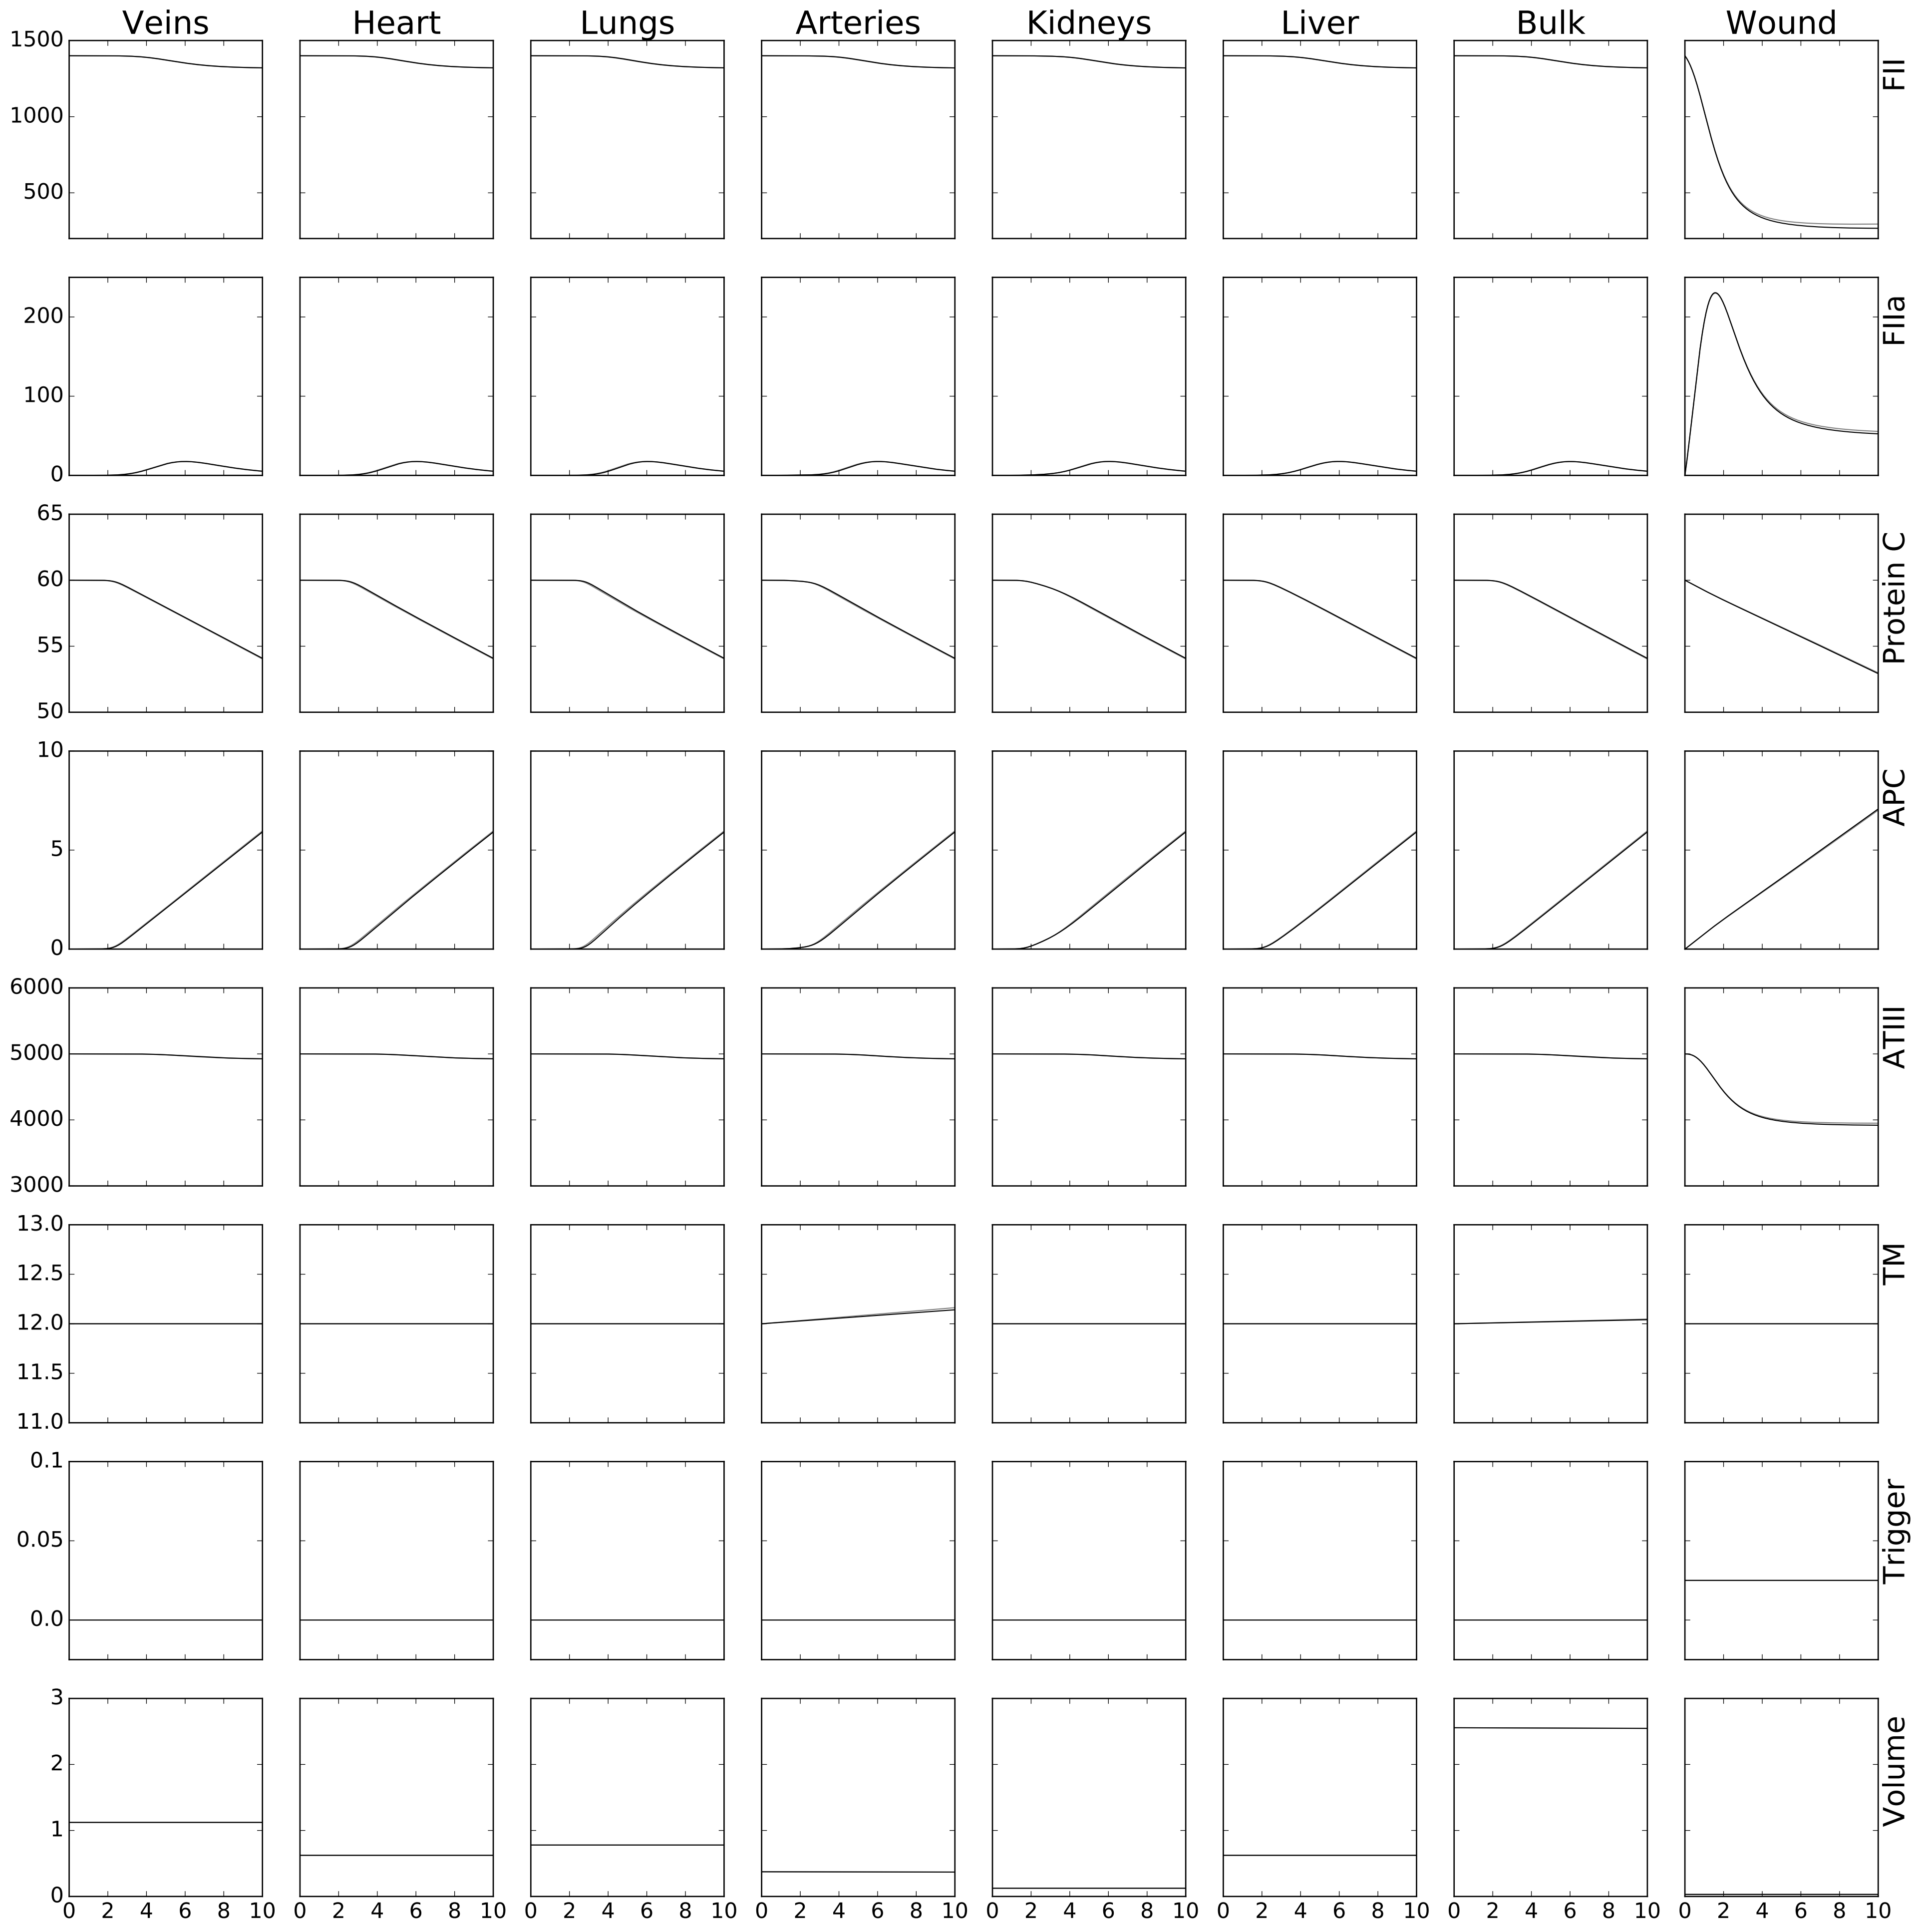 Veins Heart Lungs Arteries Kidneys Liver Bulk Wound
1500
1000
500
FII
200
100
0
FIIa
65
60
55
50
Protein C
10
5
0
APC
6000
5000
4000
3000
ATIII
13.0
12.5
12.0
11.5
11.0
TM
0.1
0.05
0.0
Trigger
3
2
1
0
Volume
0 2 4 6 8 10 0 2 4 6 8 10 0 2 4 6 8 10 0 2 4 6 8 10 0 2 4 6 8 10 0 2 4 6 8 10 0 2 4 6 8 10 0 2 4 6 8 10